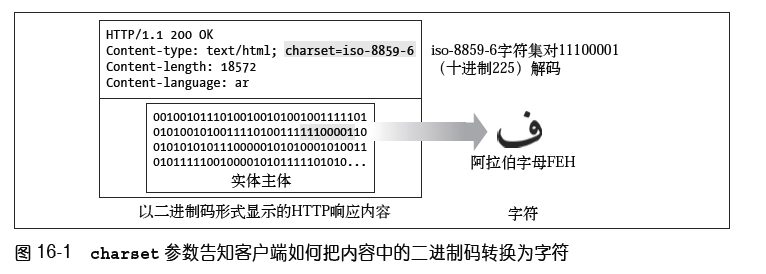 HTTP/1.1 200 OK
Content-type: text/html; charset=iso-8859-6
Content-length: 18572
Content-language: ar
iso-8859-6字符集对11100001
（十进制225）解码
00100101110100100101001001111101
01010010100111101001111110000110
01010101011100000101010001010011
0101111100100001010111110 1010...
实体主体
ف
阿拉伯字母FEH
以二进制码形式显示的HTTP响应内容
字符
图 16-1 charset 参数告知客户端如何把内容中的二进制码转换为字符